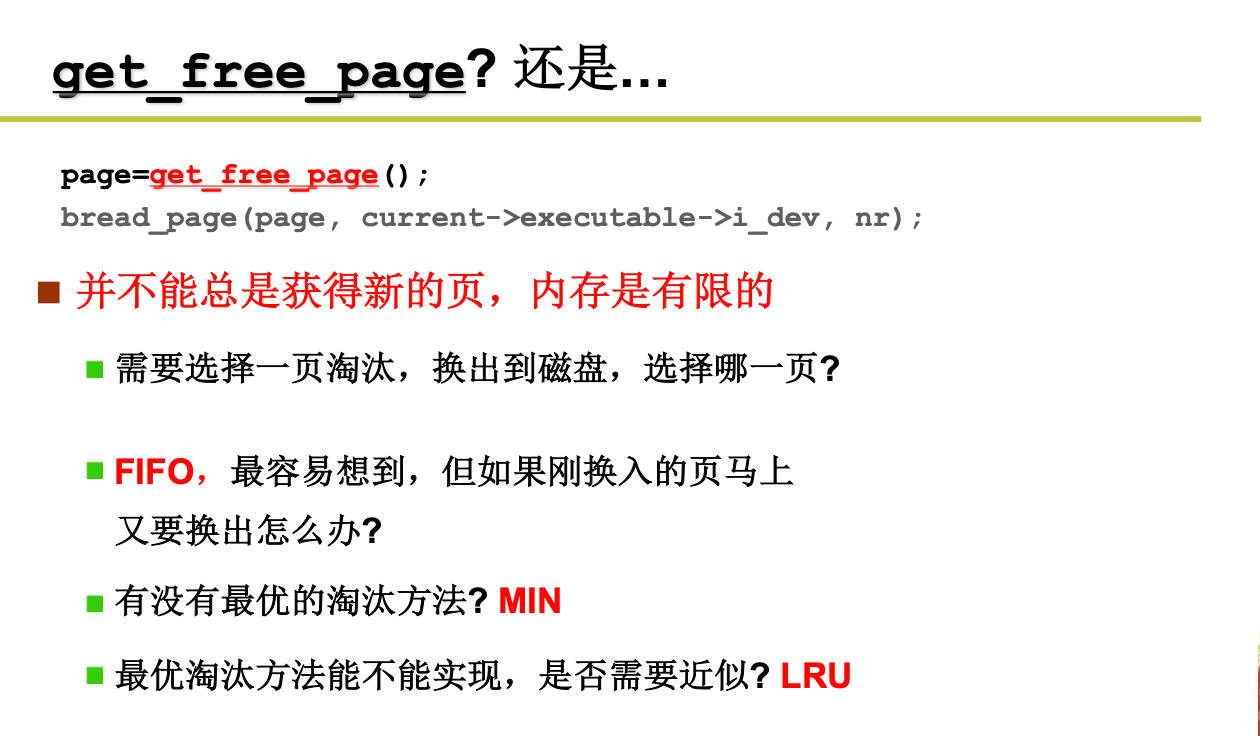 get_free_page? 还是…
page=get_free_page();
bread_page(page, current->executable->i_dev, nr);
并不能总是获得新的页，内存是有限的
需要选择一页淘汰，换出到磁盘，选择哪一页?
FIFO，最容易想到，但如果刚换入的页马上
又要换出怎么办?
有没有最优的淘汰方法? MIN
最优淘汰方法能不能实现，是否需要近似? LRU